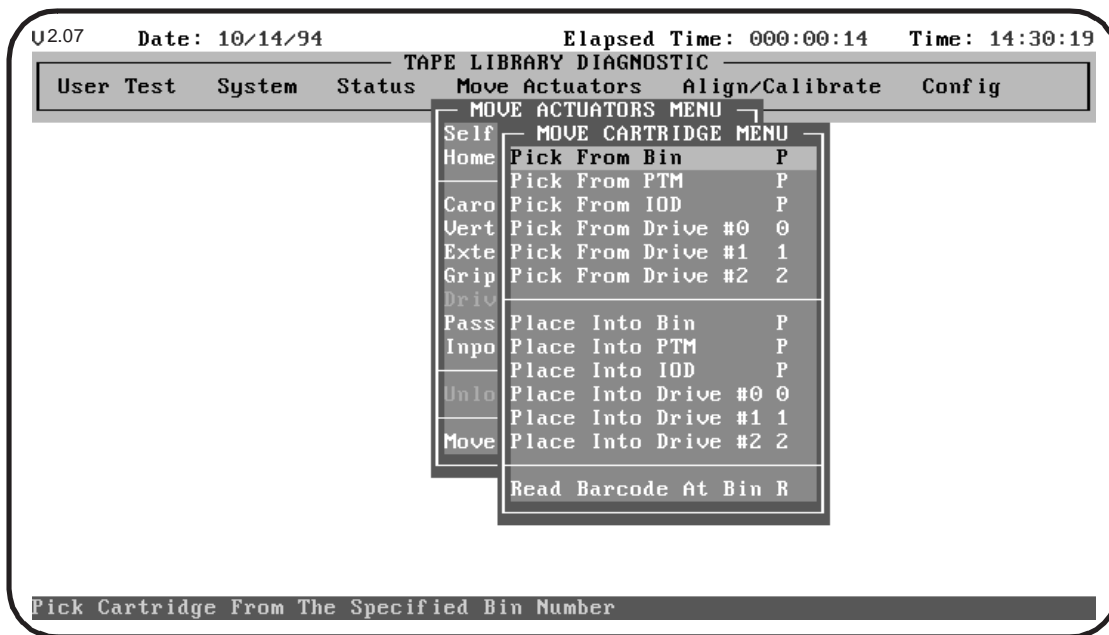 V2.07 Date: 10/14/94 Elapsed Time: 000:00:14 Time: 14:30:19
TAPE LIBRARY DIAGNOSTIC
User Test System Status Move Actuators Align/Calibrate Config
MOVE ACTUATORS MENU
Self
MOVE CARTRIDGE MENU
Home
Pick From Bin P
Pick From PTM P
Caro
Pick From IOD P
Vert
Pick From Drive #0 0
Exte
Pick From Drive #1 1
Grip
Pick From Drive #2 2
Driv
Pass
Place Into Bin P
Inpo
Place Into PTM P
Place Into IOD P
Unlo
Place Into Drive #0 0
Place Into Drive #1 1
Move
Place Into Drive #2 2
Read Barcode At Bin R
Pick Cartridge From The Specified Bin Number